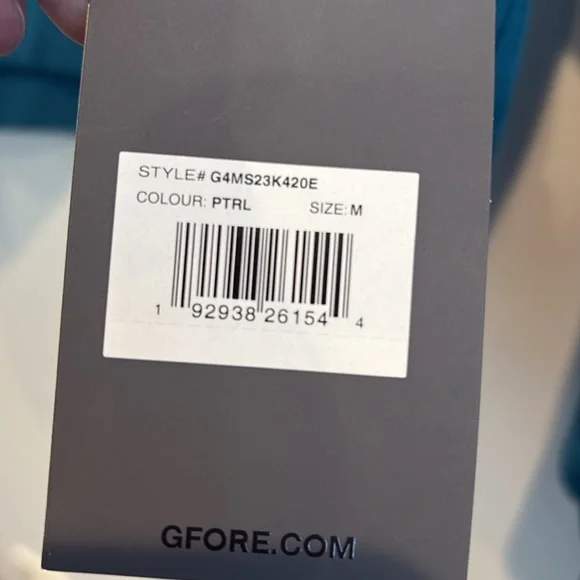 STYLE# G4MS23K420E
COLOUR: PTRL SIZE: M
1 92938 26154 4
GFORE.COM